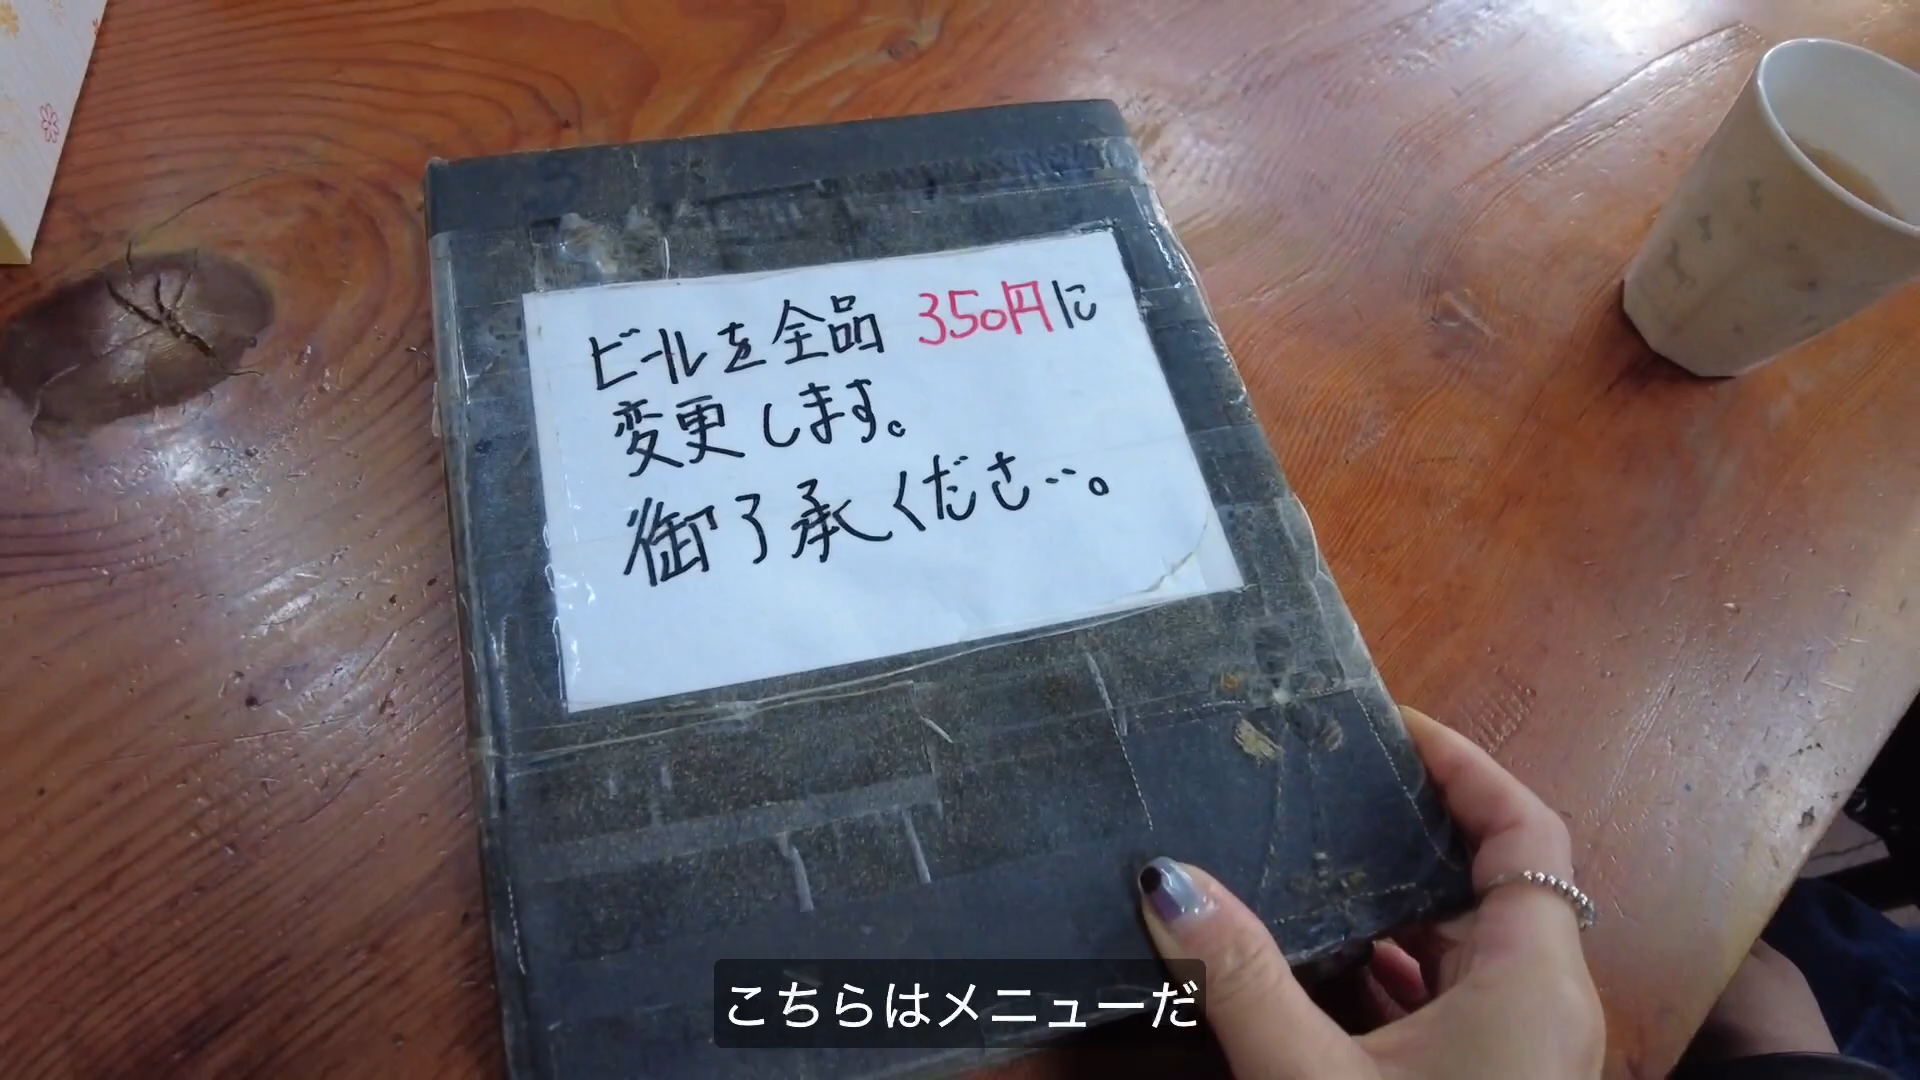 ビールを全品 350円に
変更します。
御了承ください。
こちらはメニューだ